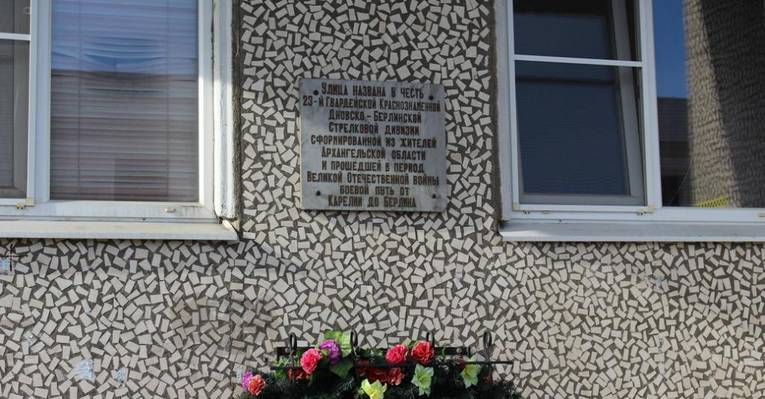 Улица названа в честь
23-й Гвардейской Краснознаменной
Дновско-Берлинской
Стрелковой дивизии
сформированной из жителей
Архангельской области
и прошедшей в период
Великой Отечественной войны
боевой путь от
Карелии до Берлина